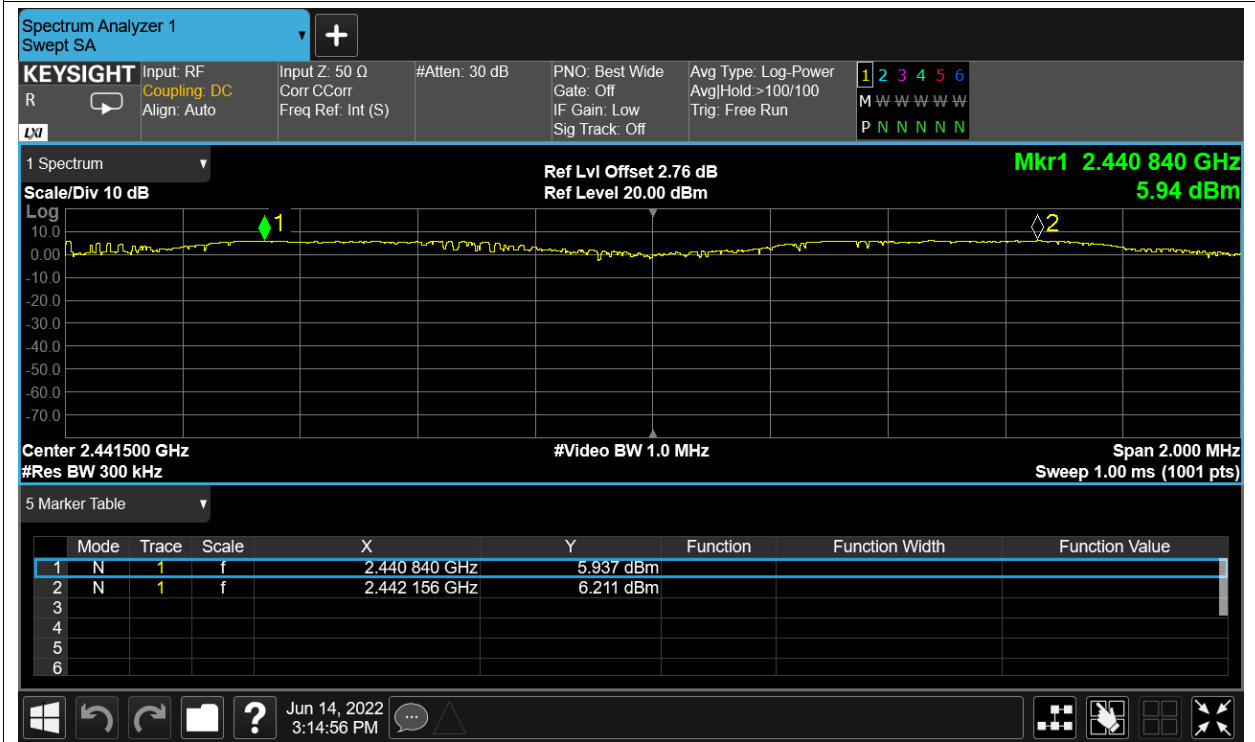 Spectrum Analyzer 1
Swept SA
+
KEYSIGHT
R
LXI
Input: RF
Coupling: DC
Align: Auto
Input Z: 50 Ω
Corr CCorr
Freq Ref: Int (S)
#Atten: 30 dB
PNO: Best Wide
Gate: Off
IF Gain: Low
Sig Track: Off
Avg Type: Log-Power
Avg|Hold:>100/100
Trig: Free Run
1 2 3 4 5 6
M W W W W W
P N N N N N
1 Spectrum
Scale/Div 10 dB
Ref Lvl Offset 2.76 dB
Ref Level 20.00 dBm
Mkr1 2.440 840 GHz
5.94 dBm
Log
10.0
0.00
-10.0
-20.0
-30.0
-40.0
-50.0
-60.0
-70.0
1
2
Center 2.441500 GHz
#Res BW 300 kHz
#Video BW 1.0 MHz
Span 2.000 MHz
Sweep 1.00 ms (1001 pts)
5 Marker Table
Mode Trace Scale X Y Function Function Width Function Value
1 N 1 f 2.440 840 GHz 5.937 dBm
2 N 1 f 2.442 156 GHz 6.211 dBm
3
4
5
6
?
Jun 14, 2022
3:14:56 PM